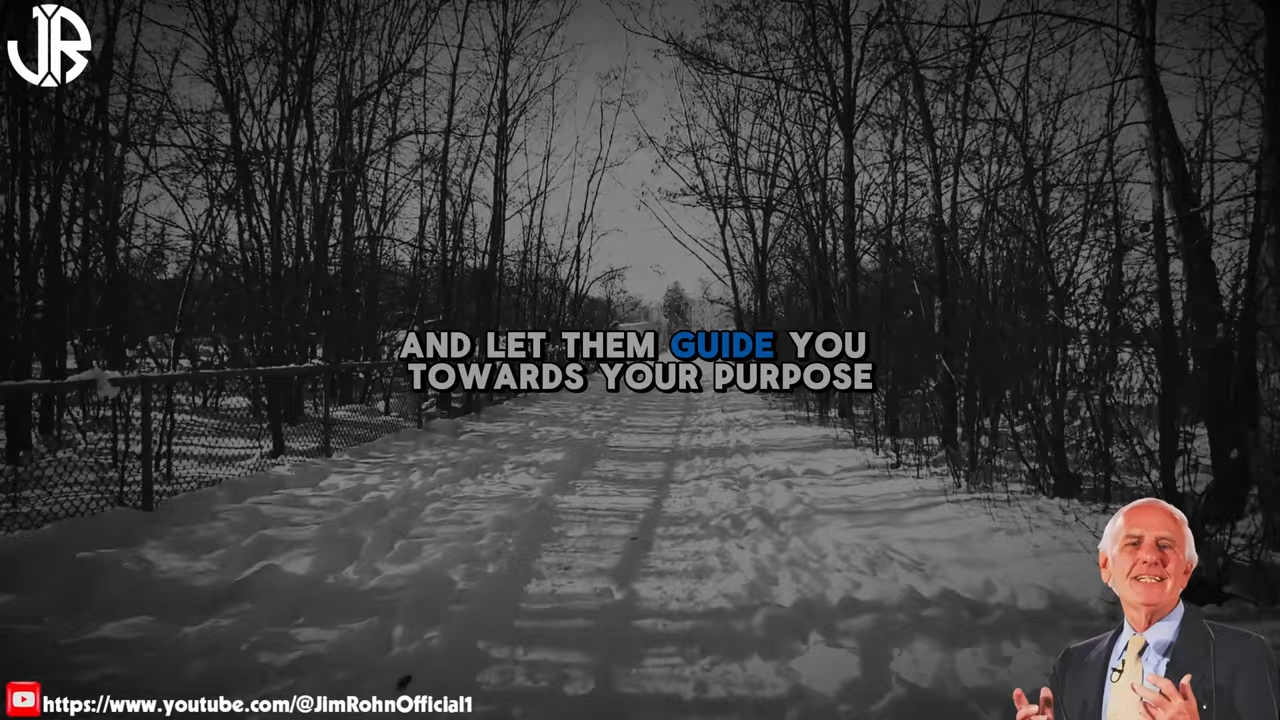 JR
AND LET THEM GUIDE YOU
TOWARDS YOUR PURPOSE
https://www.youtube.com/@JimRohnOfficial1